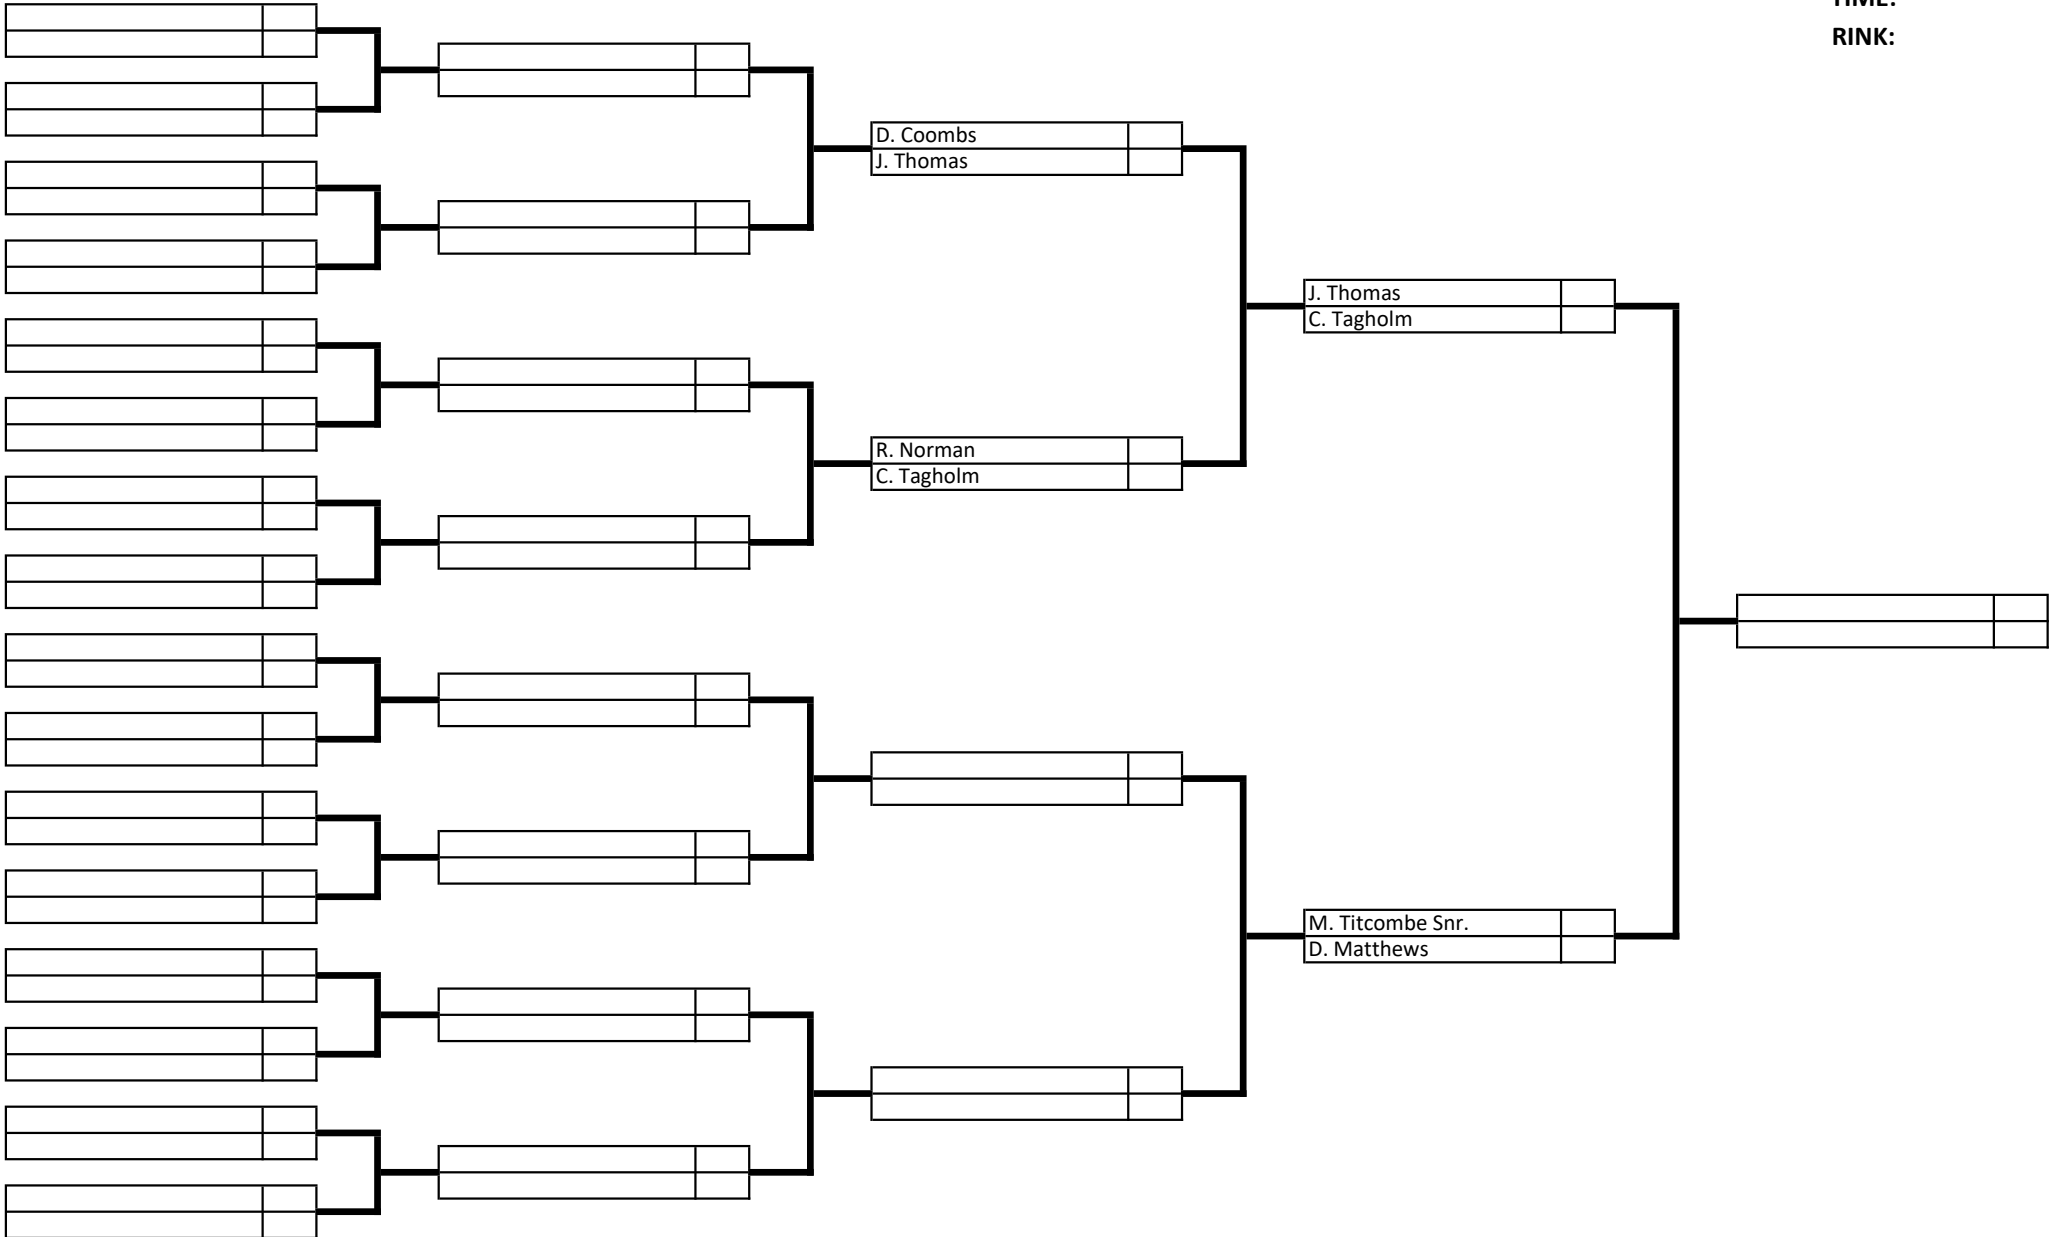 TIME:
RINK:
D. Coombs
J. Thomas
J. Thomas
C. Tagholm
R. Norman
C. Tagholm
M. Titcombe Snr.
D. Matthews